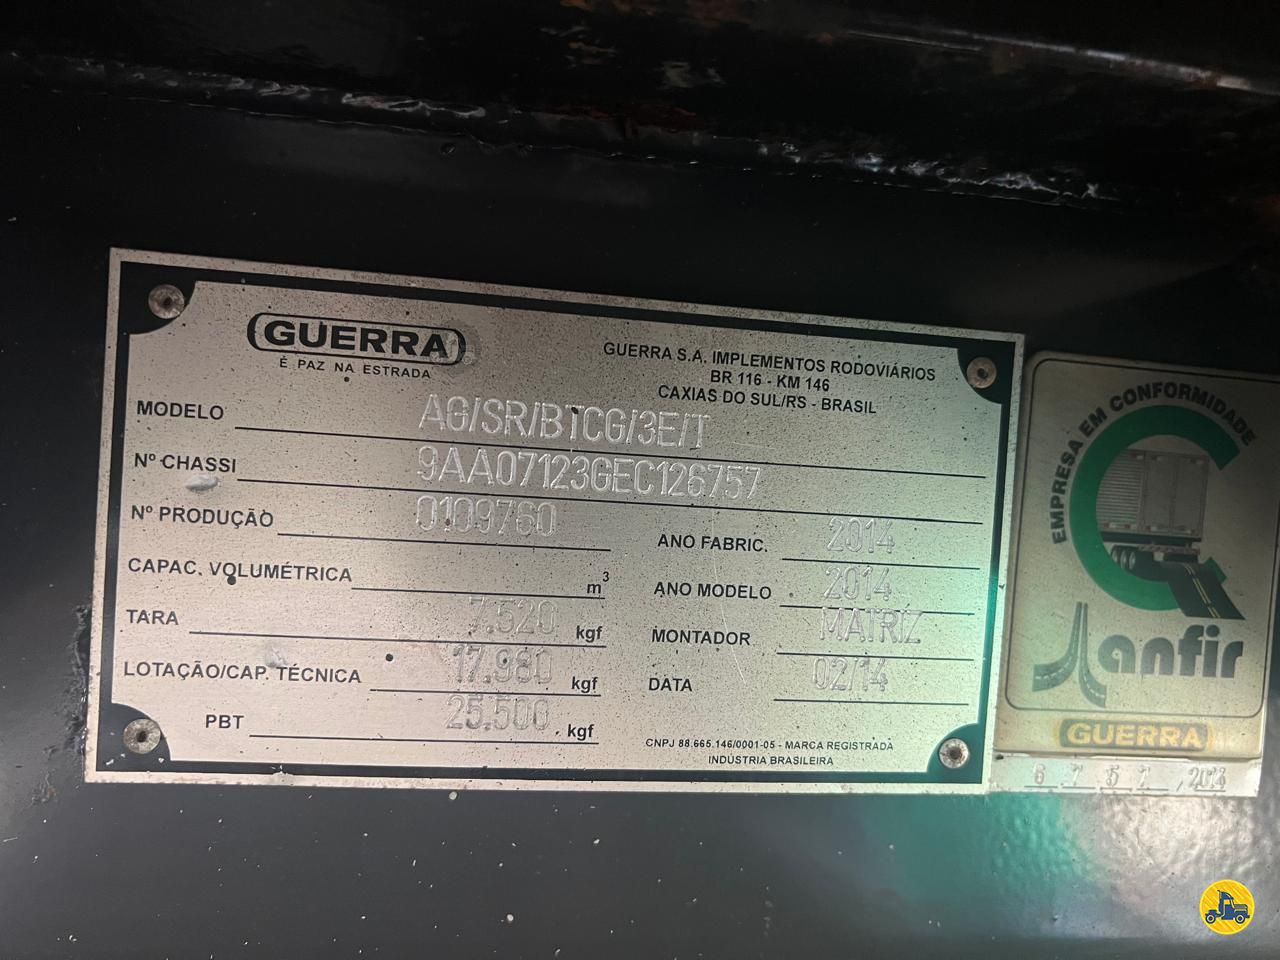 GUERRA
É PAZ NA ESTRADA
GUERRA S.A. IMPLEMENTOS RODOVIÁRIOS
BR 116 - KM 146
CAXIAS DO SUL/RS - BRASIL
MODELO AG/SR/BTCG/3E/T
Nº CHASSI 9AA07123GEC126757
Nº PRODUÇÃO 0109760
ANO FABRIC. 2014
CAPAC. VOLUMÉTRICA m³
ANO MODELO 2014
TARA 7.520 kgf
MONTADOR MATRIZ
LOTAÇÃO/CAP. TÉCNICA 17.980 kgf
DATA 02/14
PBT 25.500 kgf
CNPJ 88.665.146/0001-05 - MARCA REGISTRADA
INDÚSTRIA BRASILEIRA
EMPRESA EM CONFORMIDADE
anfir
GUERRA
6757/2014